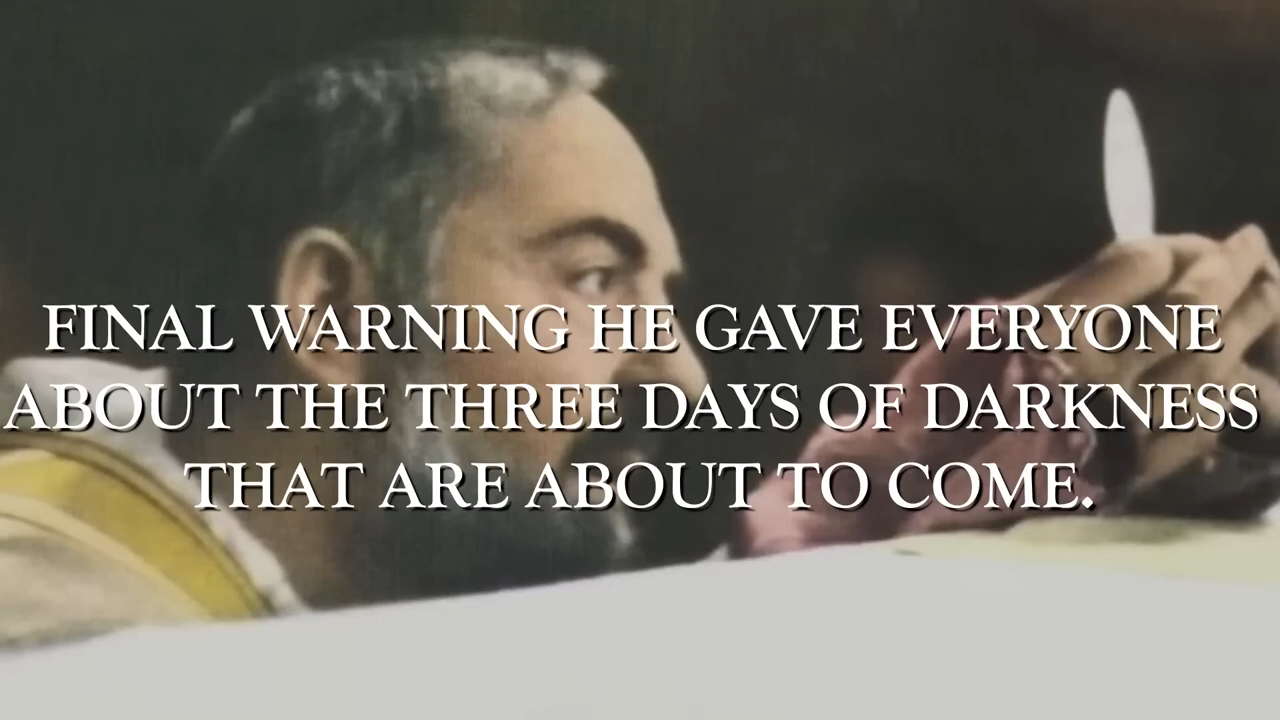 FINAL WARNING HE GAVE EVERYONE
ABOUT THE THREE DAYS OF DARKNESS
THAT ARE ABOUT TO COME.